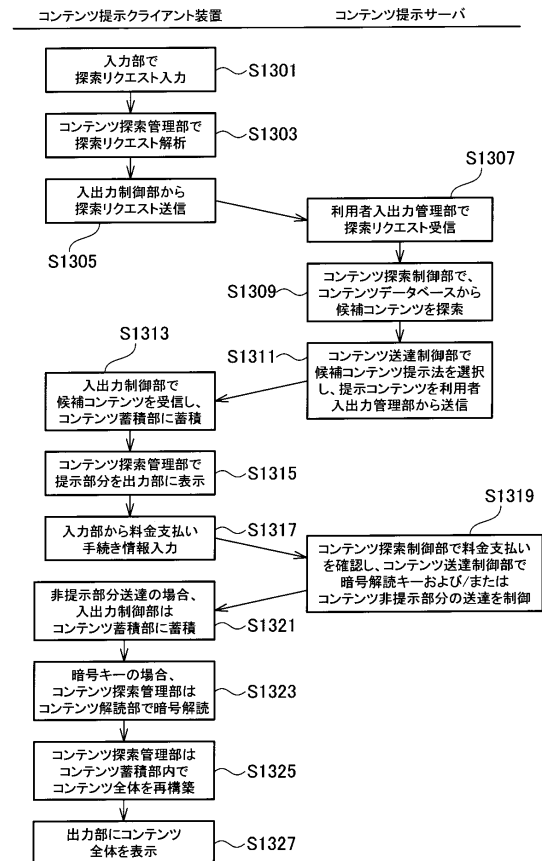 コンテンツ提示クライアント装置
コンテンツ提示サーバ
入力部で
探索リクエスト入力
S1301
コンテンツ探索管理部で
探索リクエスト解析
S1303
入出力制御部から
探索リクエスト送信
S1305
S1307
利用者入出力管理部で
探索リクエスト受信
コンテンツ探索制御部で、
コンテンツデータベースから
候補コンテンツを探索
S1309
S1311
コンテンツ送達制御部で
候補コンテンツ提示法を選択
し、提示コンテンツを利用者
入出力管理部から送信
S1313
入出力制御部で
候補コンテンツを受信し、
コンテンツ蓄積部に蓄積
コンテンツ探索管理部で
提示部分を出力部に表示
S1315
入力部から料金支払い
手続き情報入力
S1317
S1319
コンテンツ探索制御部で料金支払い
を確認し、コンテンツ送達制御部で
暗号解読キーおよび/または
コンテンツ非提示部分の送達を制御
非提示部分送達の場合、
入出力制御部は
コンテンツ蓄積部に蓄積
S1321
暗号キーの場合、
コンテンツ探索管理部は
コンテンツ解読部で暗号解読
S1323
コンテンツ探索管理部は
コンテンツ蓄積部内で
コンテンツ全体を再構築
S1325
出力部にコンテンツ
全体を表示
S1327